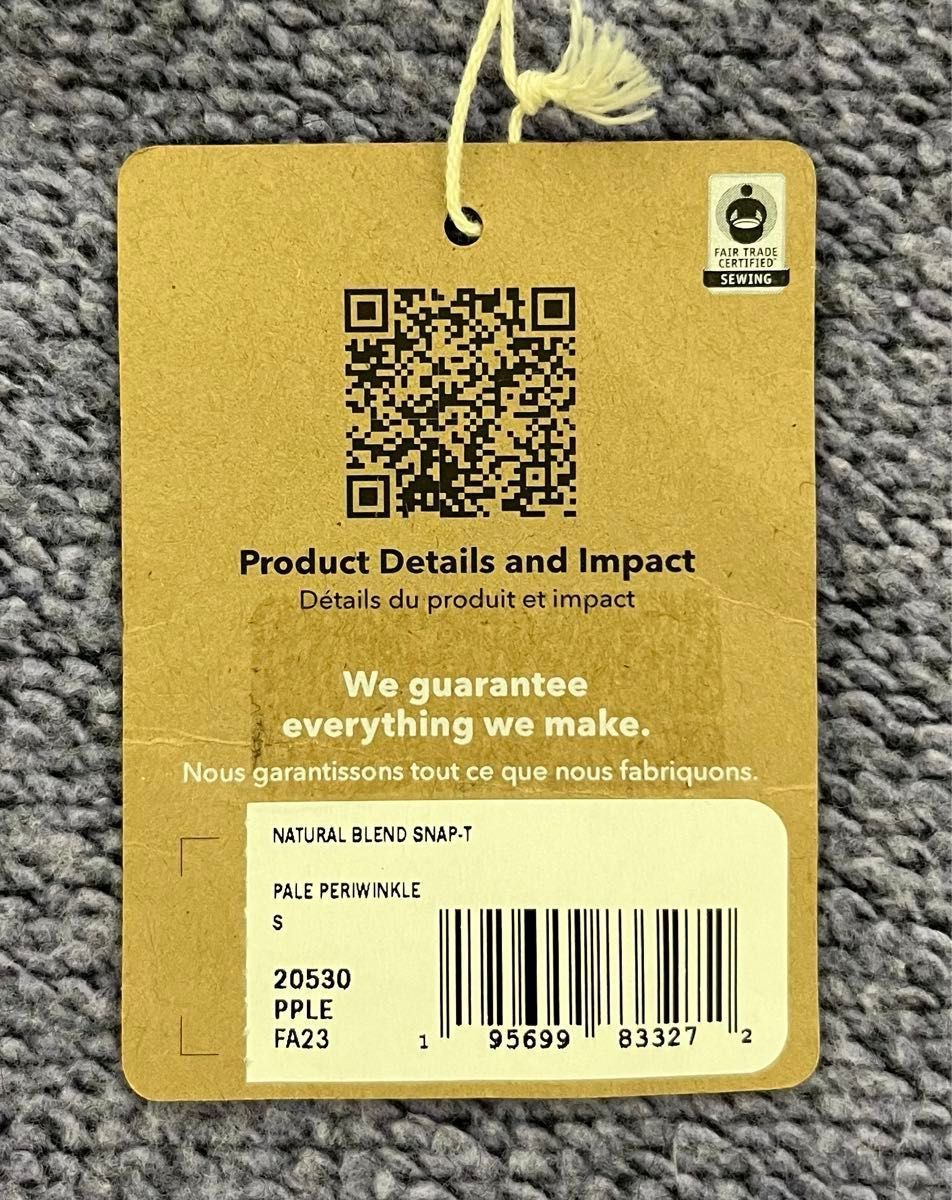 FAIR TRADE
CERTIFIED™
SEWING
Product Details and Impact
Détails du produit et impact
We guarantee
everything we make.
Nous garantissons tout ce que nous fabriquons.
NATURAL BLEND SNAP-T
PALE PERIWINKLE
S
20530
PPLE
FA23
1 95699 83327 2